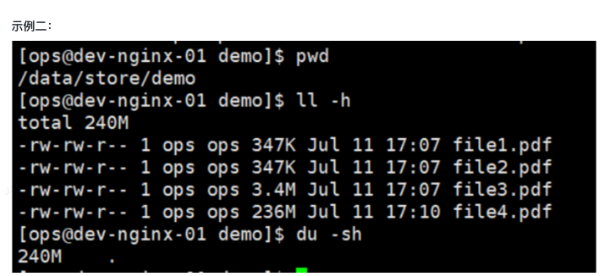 示例二：
[ops@dev-nginx-01 demo]$ pwd
/data/store/demo
[ops@dev-nginx-01 demo]$ ll -h
total 240M
-rw-rw-r-- 1 ops ops 347K Jul 11 17:07 file1.pdf
-rw-rw-r-- 1 ops ops 347K Jul 11 17:07 file2.pdf
-rw-rw-r-- 1 ops ops 3.4M Jul 11 17:07 file3.pdf
-rw-rw-r-- 1 ops ops 236M Jul 11 17:10 file4.pdf
[ops@dev-nginx-01 demo]$ du -sh
240M    .